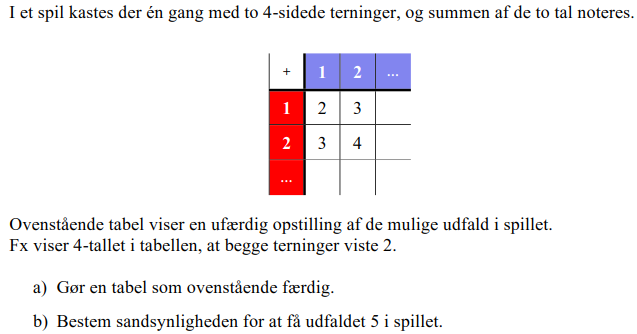 I et spil kastes der én gang med to 4-sidede terninger, og summen af de to tal noteres.
+ 1 2 ...
1 2 3
2 3 4
...
Ovenstående tabel viser en ufærdig opstilling af de mulige udfald i spillet.
Fx viser 4-tallet i tabellen, at begge terninger viste 2.
a) Gør en tabel som ovenstående færdig.
b) Bestem sandsynligheden for at få udfaldet 5 i spillet.